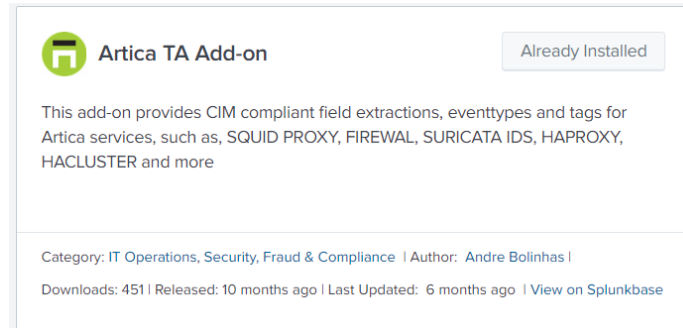 Artica TA Add-on
Already Installed
This add-on provides CIM compliant field extractions, eventtypes and tags for
Artica services, such as, SQUID PROXY, FIREWAL, SURICATA IDS, HAPROXY,
HACLUSTER and more
Category: IT Operations, Security, Fraud & Compliance | Author: Andre Bolinhas |
Downloads: 451 | Released: 10 months ago | Last Updated: 6 months ago | View on Splunkbase